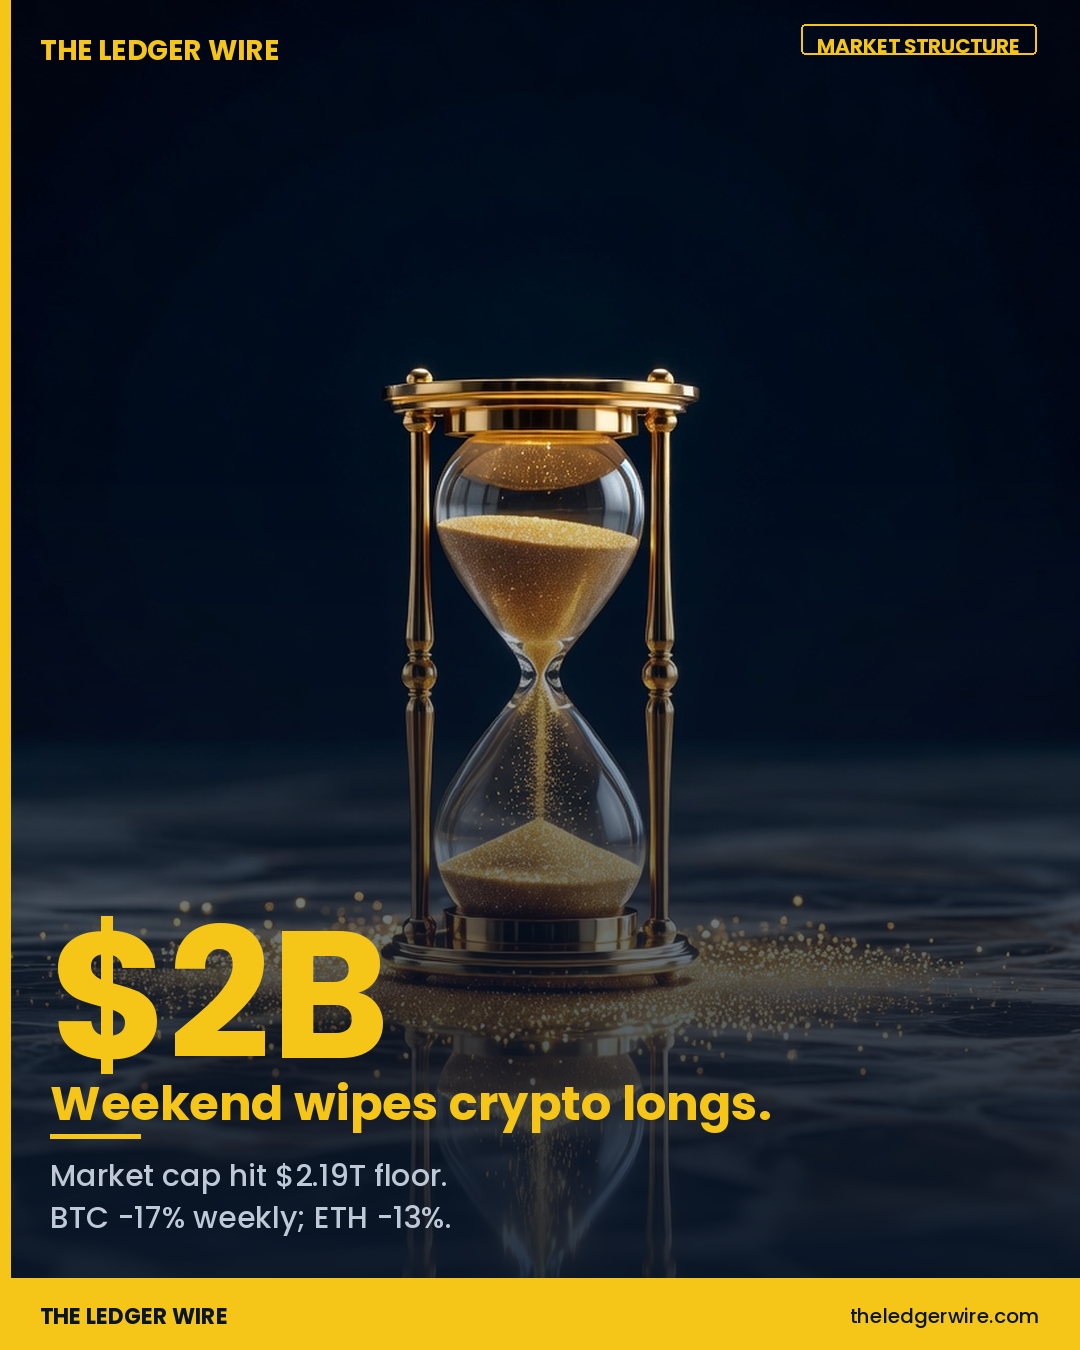 THE LEDGER WIRE
MARKET STRUCTURE
$2B
Weekend wipes crypto longs.
Market cap hit $2.19T floor.
BTC -17% weekly; ETH -13%.
THE LEDGER WIRE
theledgerwire.com